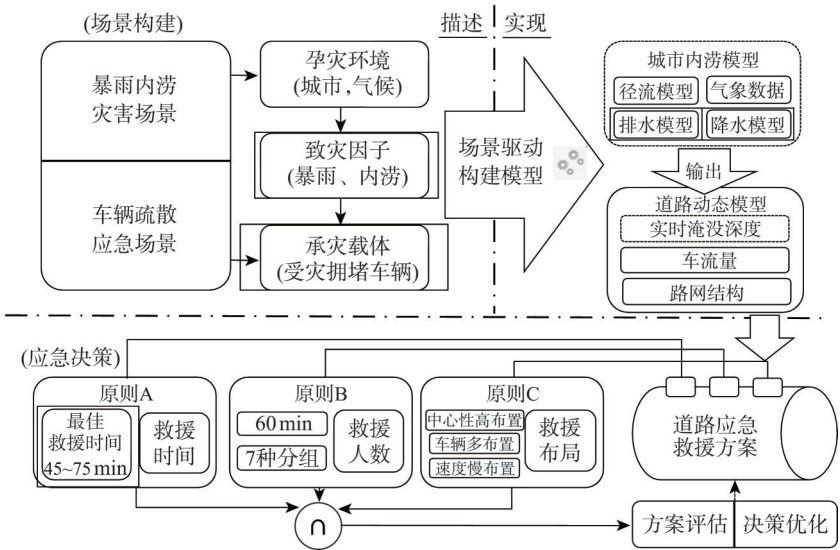 (场景构建)
描述
实现
暴雨内涝
灾害场景
车辆疏散
应急场景
孕灾环境
(城市,气候)
致灾因子
(暴雨、内涝)
承灾载体
(受灾拥堵车辆)
场景驱动
构建模型
城市内涝模型
径流模型
气象数据
排水模型
降水模型
输出
道路动态模型
实时淹没深度
车流量
路网结构
(应急决策)
原则A
最佳
救援时间
45~75min
救援
时间
原则B
60min
7种分组
救援
人数
原则C
中心性高布置
车辆多布置
速度慢布置
救援
布局
道路应急
救援方案
∩
方案评估
决策优化